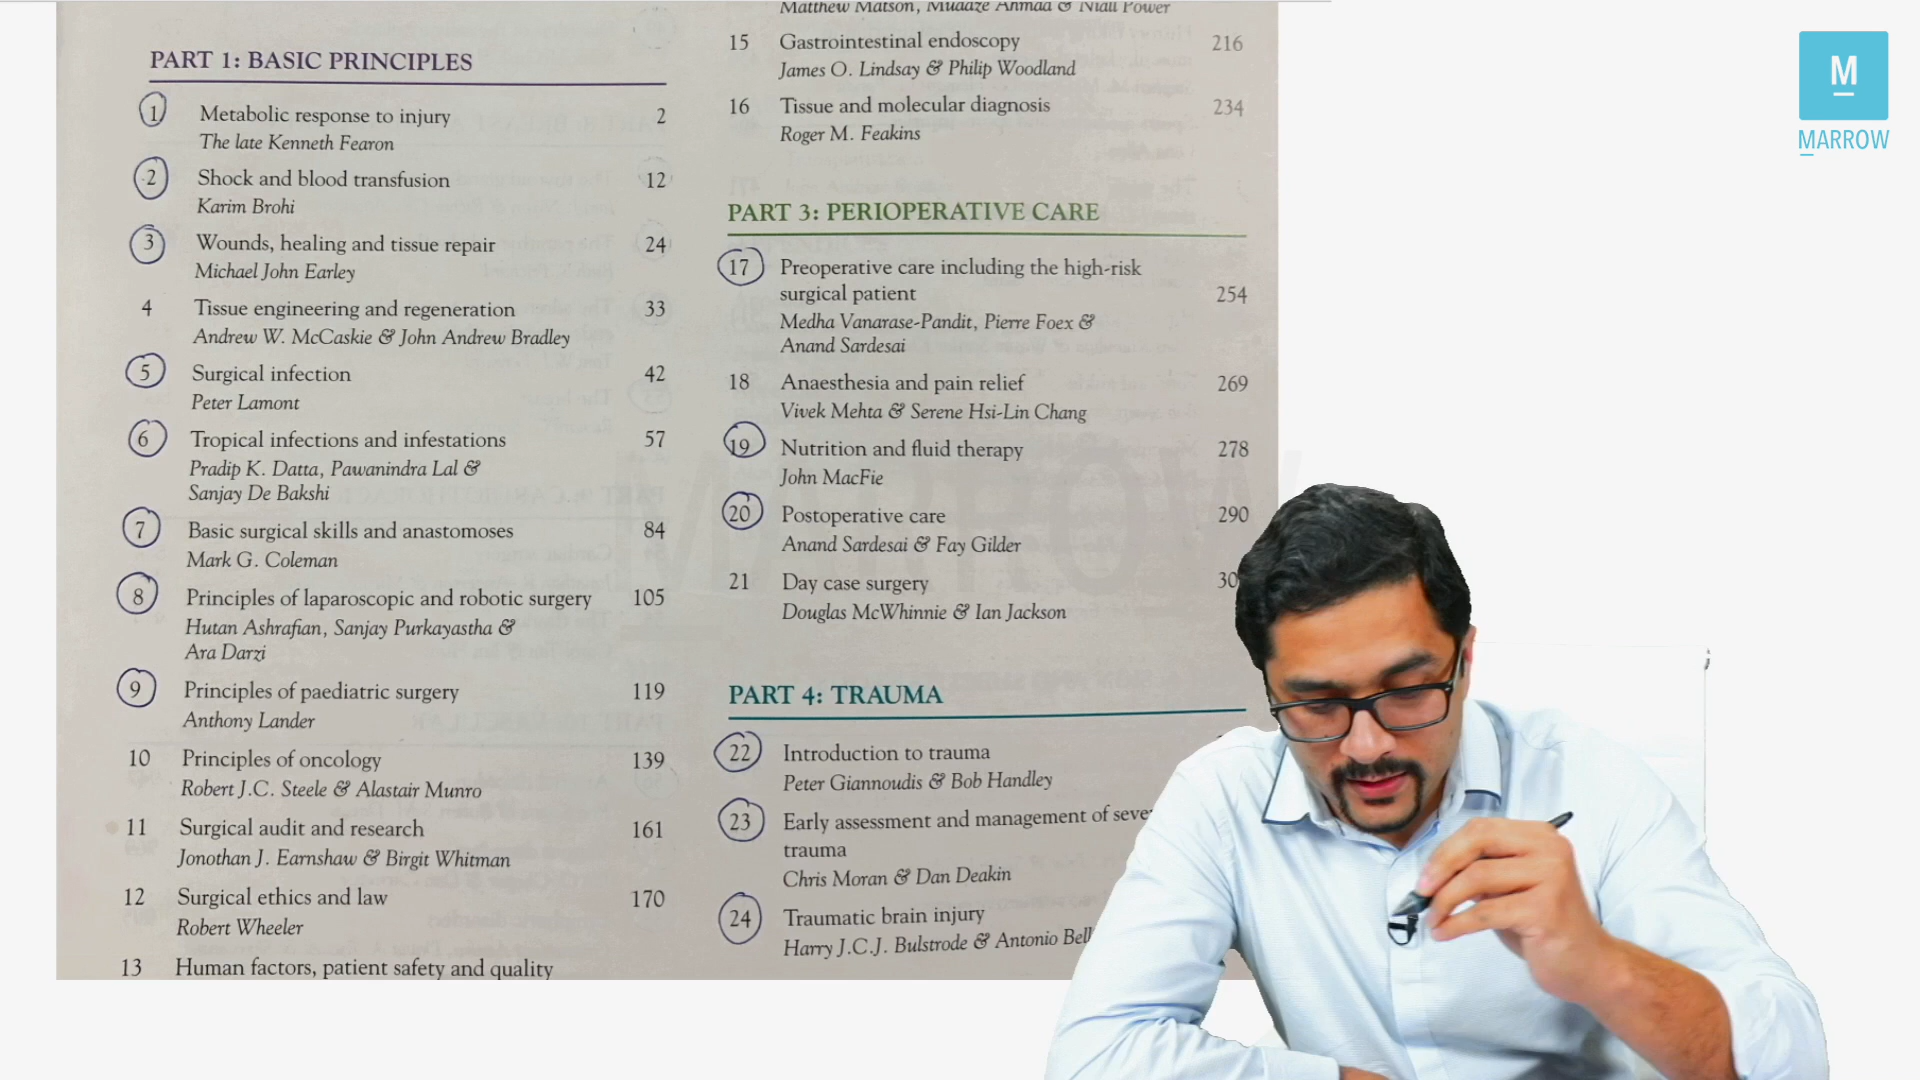 PART 1: BASIC PRINCIPLES
1 Metabolic response to injury 2
The late Kenneth Fearon
2 Shock and blood transfusion 12
Karim Brohi
3 Wounds, healing and tissue repair 24
Michael John Earley
4 Tissue engineering and regeneration 33
Andrew W. McCaskie & John Andrew Bradley
5 Surgical infection 42
Peter Lamont
6 Tropical infections and infestations 57
Pradip K. Datta, Pawanindra Lal &
Sanjay De Bakshi
7 Basic surgical skills and anastomoses 84
Mark G. Coleman
8 Principles of laparoscopic and robotic surgery 105
Hutan Ashrafian, Sanjay Purkayastha &
Ara Darzi
9 Principles of paediatric surgery 119
Anthony Lander
10 Principles of oncology 139
Robert J.C. Steele & Alastair Munro
11 Surgical audit and research 161
Jonothan J. Earnshaw & Birgit Whitman
12 Surgical ethics and law 170
Robert Wheeler
13 Human factors, patient safety and quality
Matthew Matson, Muaaze Ahmad & Niall Power
15 Gastrointestinal endoscopy 216
James O. Lindsay & Philip Woodland
16 Tissue and molecular diagnosis 234
Roger M. Feakins
PART 3: PERIOPERATIVE CARE
17 Preoperative care including the high-risk
surgical patient 254
Medha Vanarase-Pandit, Pierre Foex &
Anand Sardesai
18 Anaesthesia and pain relief 269
Vivek Mehta & Serene Hsi-Lin Chang
19 Nutrition and fluid therapy 278
John MacFie
20 Postoperative care 290
Anand Sardesai & Fay Gilder
21 Day case surgery 30
Douglas McWhinnie & Ian Jackson
PART 4: TRAUMA
22 Introduction to trauma
Peter Giannoudis & Bob Handley
23 Early assessment and management of seve
trauma
Chris Moran & Dan Deakin
24 Traumatic brain injury
Harry J.C.J. Bulstrode & Antonio Bell
M
MARROW
MARROW